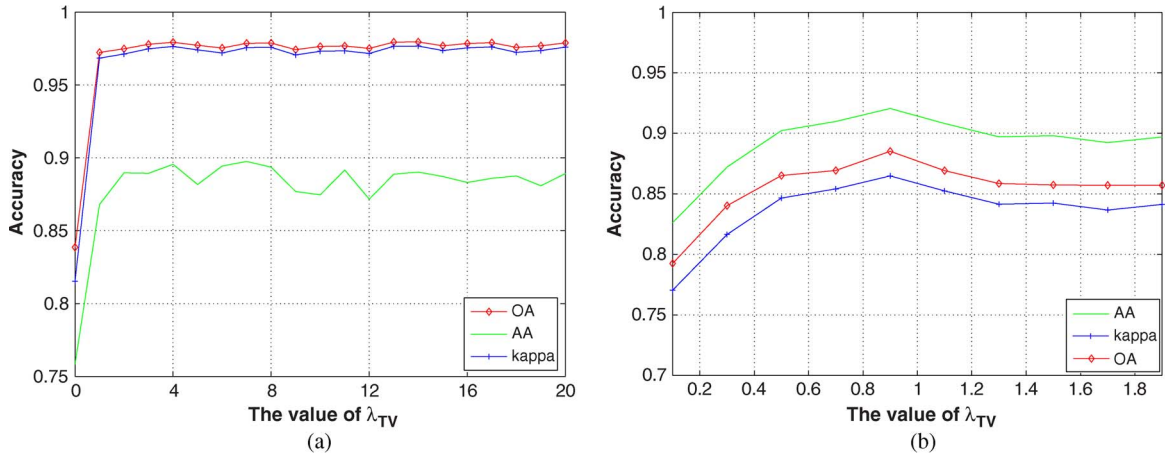 1
0.95
0.9
0.85
0.8
0.75
Accuracy
0 4 8 12 16 20
The value of λTV
OA
AA
kappa
(a)
1
0.95
0.9
0.85
0.8
0.75
0.7
Accuracy
0.2 0.4 0.6 0.8 1 1.2 1.4 1.6 1.8
The value of λTV
AA
kappa
OA
(b)